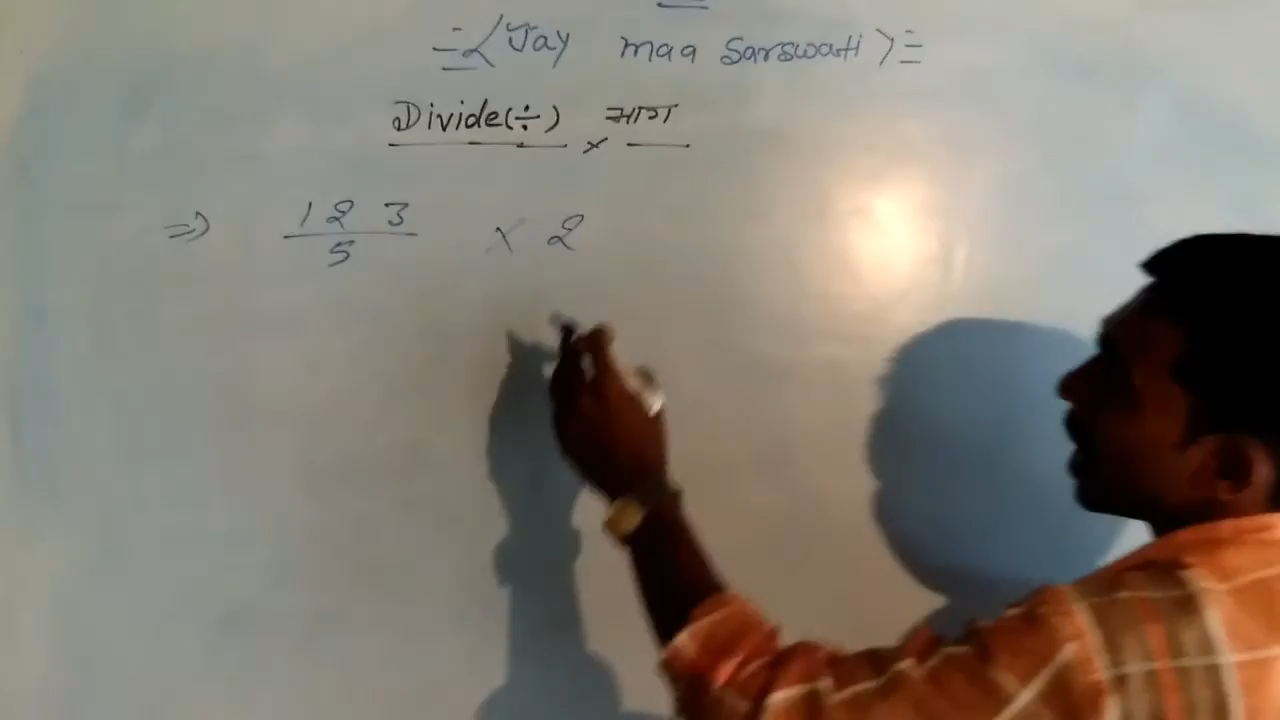 =<Jay maa Sarswati>=
Divide(÷) भाग
×
⇒ 123/5 × 2